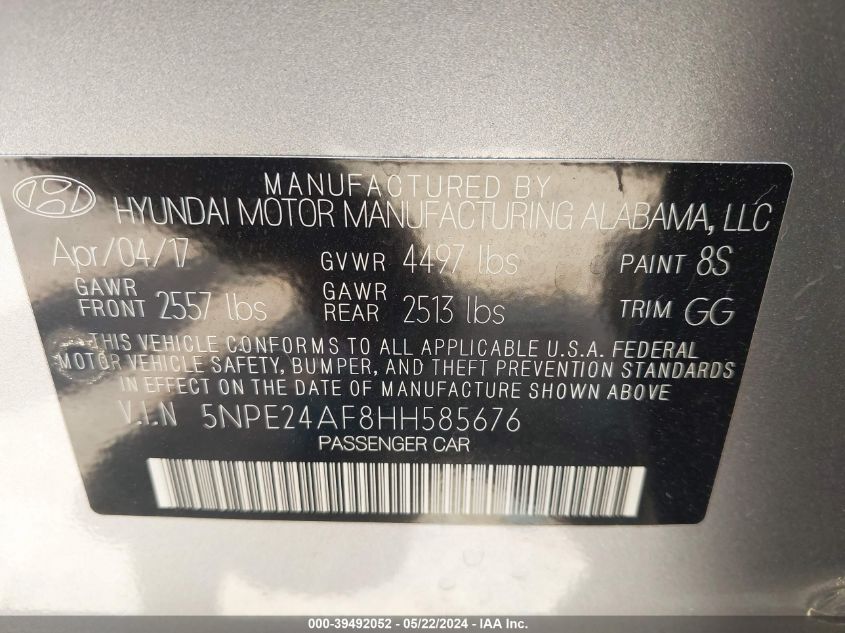 MANUFACTURED BY
HYUNDAI MOTOR MANUFACTURING ALABAMA, LLC
Apr/04/17 GVWR 4497 lbs PAINT 8S
GAWR FRONT 2557 lbs GAWR REAR 2513 lbs TRIM GG
THIS VEHICLE CONFORMS TO ALL APPLICABLE U.S.A. FEDERAL
MOTOR VEHICLE SAFETY, BUMPER, AND THEFT PREVENTION STANDARDS
IN EFFECT ON THE DATE OF MANUFACTURE SHOWN ABOVE
V.I.N 5NPE24AF8HH585676
PASSENGER CAR
000-39492052 - 05/22/2024 - IAA Inc.